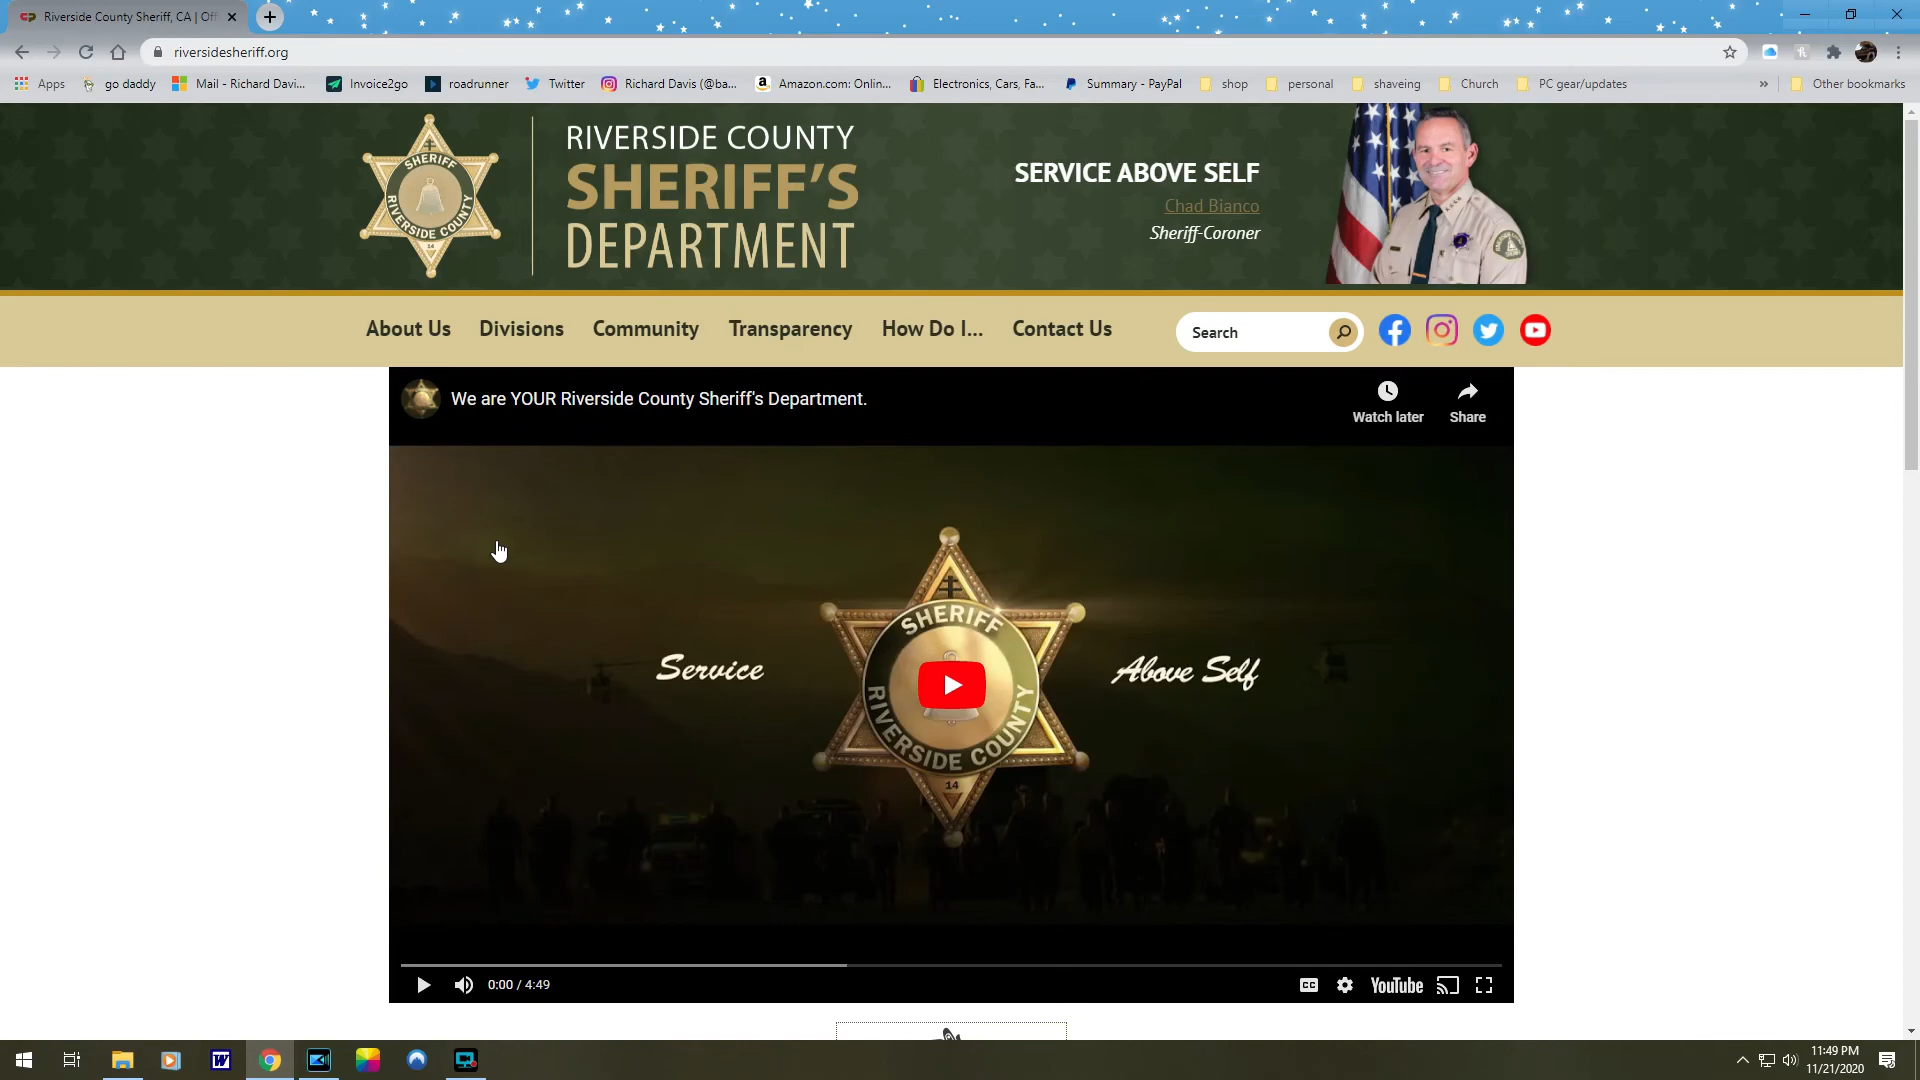 Riverside County Sheriff, CA | Off
riversidesheriff.org
Apps
go daddy
Mail - Richard Davi...
Invoice2go
roadrunner
Twitter
Richard Davis (@ba...
Amazon.com: Onlin...
Electronics, Cars, Fa...
Summary - PayPal
shop
personal
shaveing
Church
PC gear/updates
»
Other bookmarks
SHERIFF
RIVERSIDE COUNTY
14
RIVERSIDE COUNTY
SHERIFF'S
DEPARTMENT
SERVICE ABOVE SELF
Chad Bianco
Sheriff-Coroner
About Us
Divisions
Community
Transparency
How Do I...
Contact Us
Search
We are YOUR Riverside County Sheriff's Department.
Watch later
Share
Service
SHERIFF
RIVERSIDE COUNTY
14
Above Self
0:00 / 4:49
CC
YouTube
11:49 PM
11/21/2020